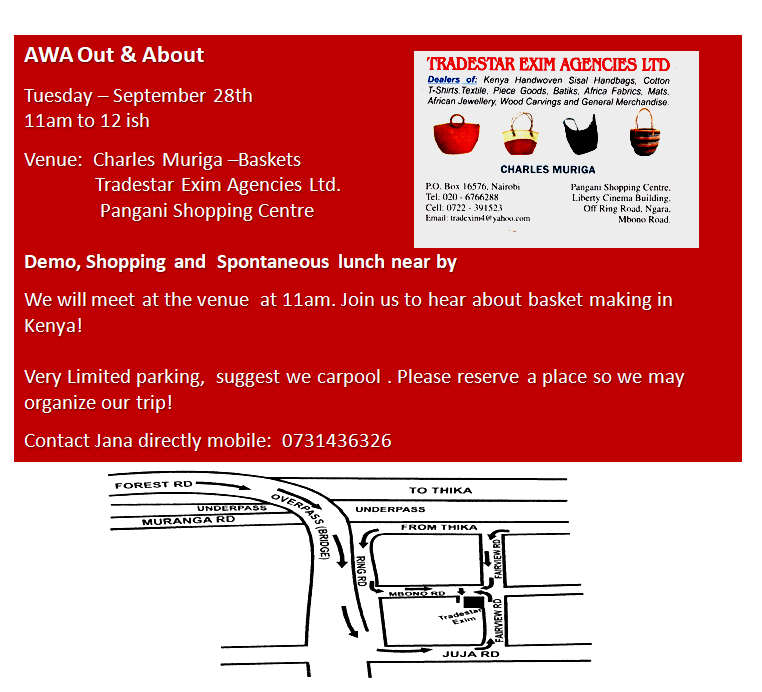 AWA Out & About
Tuesday – September 28th
11am to 12 ish
Venue: Charles Muriga –Baskets
Tradestar Exim Agencies Ltd.
Pangani Shopping Centre
TRADESTAR EXIM AGENCIES LTD
Dealers of: Kenya Handwoven Sisal Handbags, Cotton
T-Shirts, Textile, Piece Goods, Batiks, Africa Fabrics, Mats,
African Jewellery, Wood Carvings and General Merchandise.
CHARLES MURIGA
P.O. Box 16576, Nairobi
Tel: 020 - 6766288
Cell: 0722 - 391523
Email: tradexim4@yahoo.com
Pangani Shopping Centre,
Liberty Cinema Building,
Off Ring Road, Ngara,
Mbono Road.
Demo, Shopping and Spontaneous lunch near by
We will meet at the venue at 11am. Join us to hear about basket making in
Kenya!
Very Limited parking, suggest we carpool . Please reserve a place so we may
organize our trip!
Contact Jana directly mobile: 0731436326
FOREST RD
TO THIKA
OVERPASS (BRIDGE)
UNDERPASS
UNDERPASS
MURANGA RD
FROM THIKA
RING RD
FAIRVIEW RD
MBONO RD
Tradestar
Exim
FAIRVIEW RD
JUJA RD